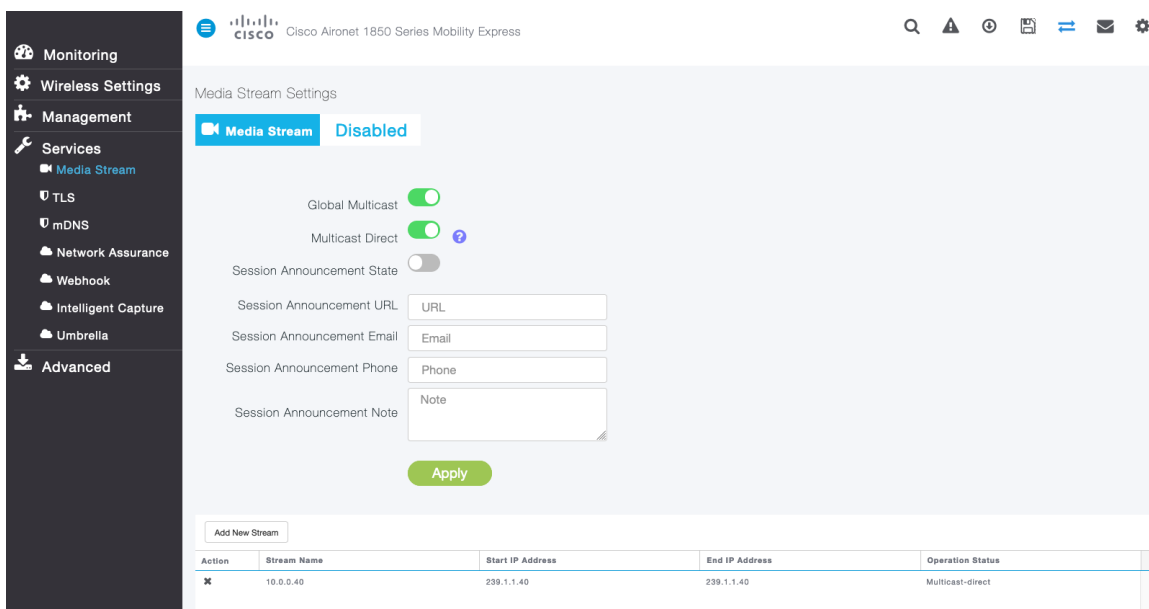 CISCO Cisco Aironet 1850 Series Mobility Express
Monitoring
Wireless Settings
Management
Services
Media Stream
TLS
mDNS
Network Assurance
Webhook
Intelligent Capture
Umbrella
Advanced
Media Stream Settings
Media Stream Disabled
Global Multicast
Multicast Direct ?
Session Announcement State
Session Announcement URL URL
Session Announcement Email Email
Session Announcement Phone Phone
Session Announcement Note Note
Apply
Add New Stream
Action Stream Name Start IP Address End IP Address Operation Status
10.0.0.40 239.1.1.40 239.1.1.40 Multicast-direct